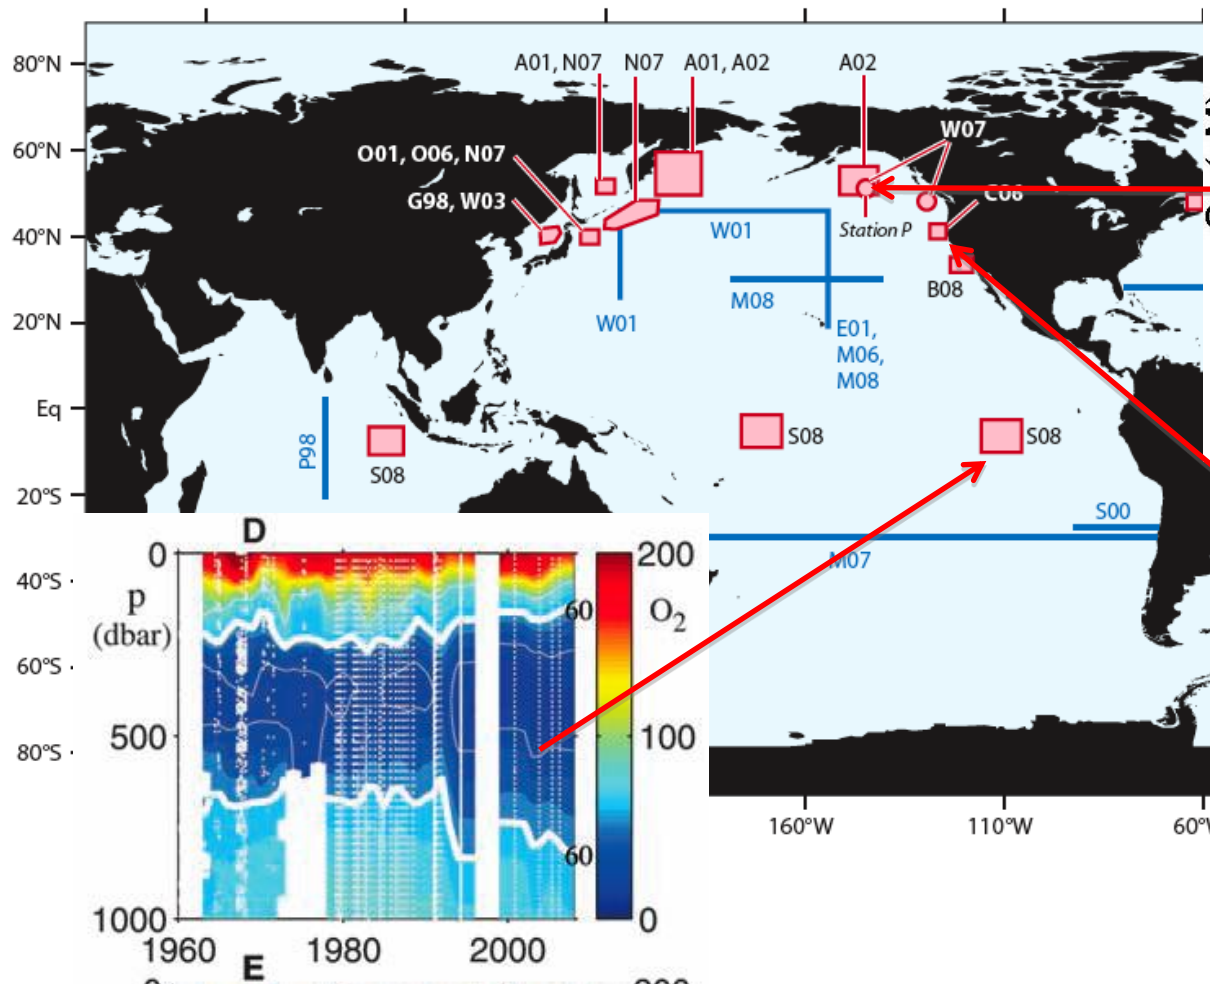 80°N
60°N
40°N
20°N
Eq
20°S
40°S
60°S
80°S
A01, N07
N07
A01, A02
A02
W07
O01, O06, N07
G98, W03
C06
Station P
W01
W01
M08
B08
E01,
M06,
M08
P98
S08
S08
S08
S00
M07
160°W
110°W
60°W
D
0
200
p
(dbar)
60
O2
500
100
60
1000
0
1960
1980
2000
E